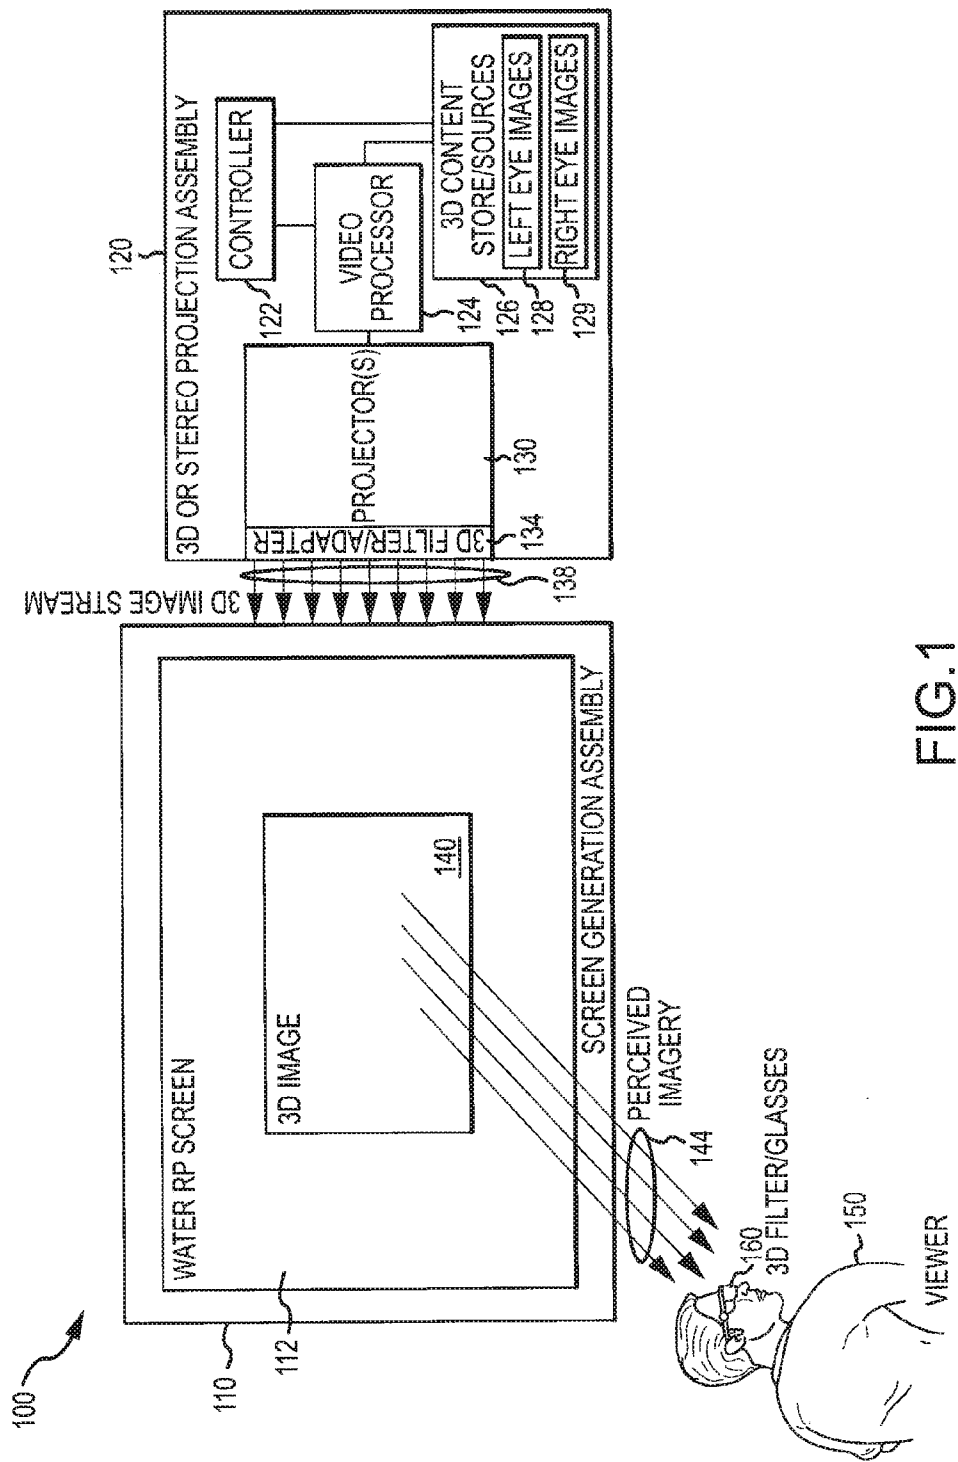 100
110
112
WATER RP SCREEN
3D IMAGE
140
SCREEN GENERATION ASSEMBLY
3D IMAGE STREAM
138
120
3D OR STEREO PROJECTION ASSEMBLY
3D FILTER/ADAPTER
134
PROJECTOR(S)
130
CONTROLLER
122
VIDEO
PROCESSOR
124
3D CONTENT
STORE/SOURCES
126
LEFT EYE IMAGES
128
RIGHT EYE IMAGES
129
PERCEIVED
IMAGERY
144
160
3D FILTER/GLASSES
150
VIEWER
FIG.1